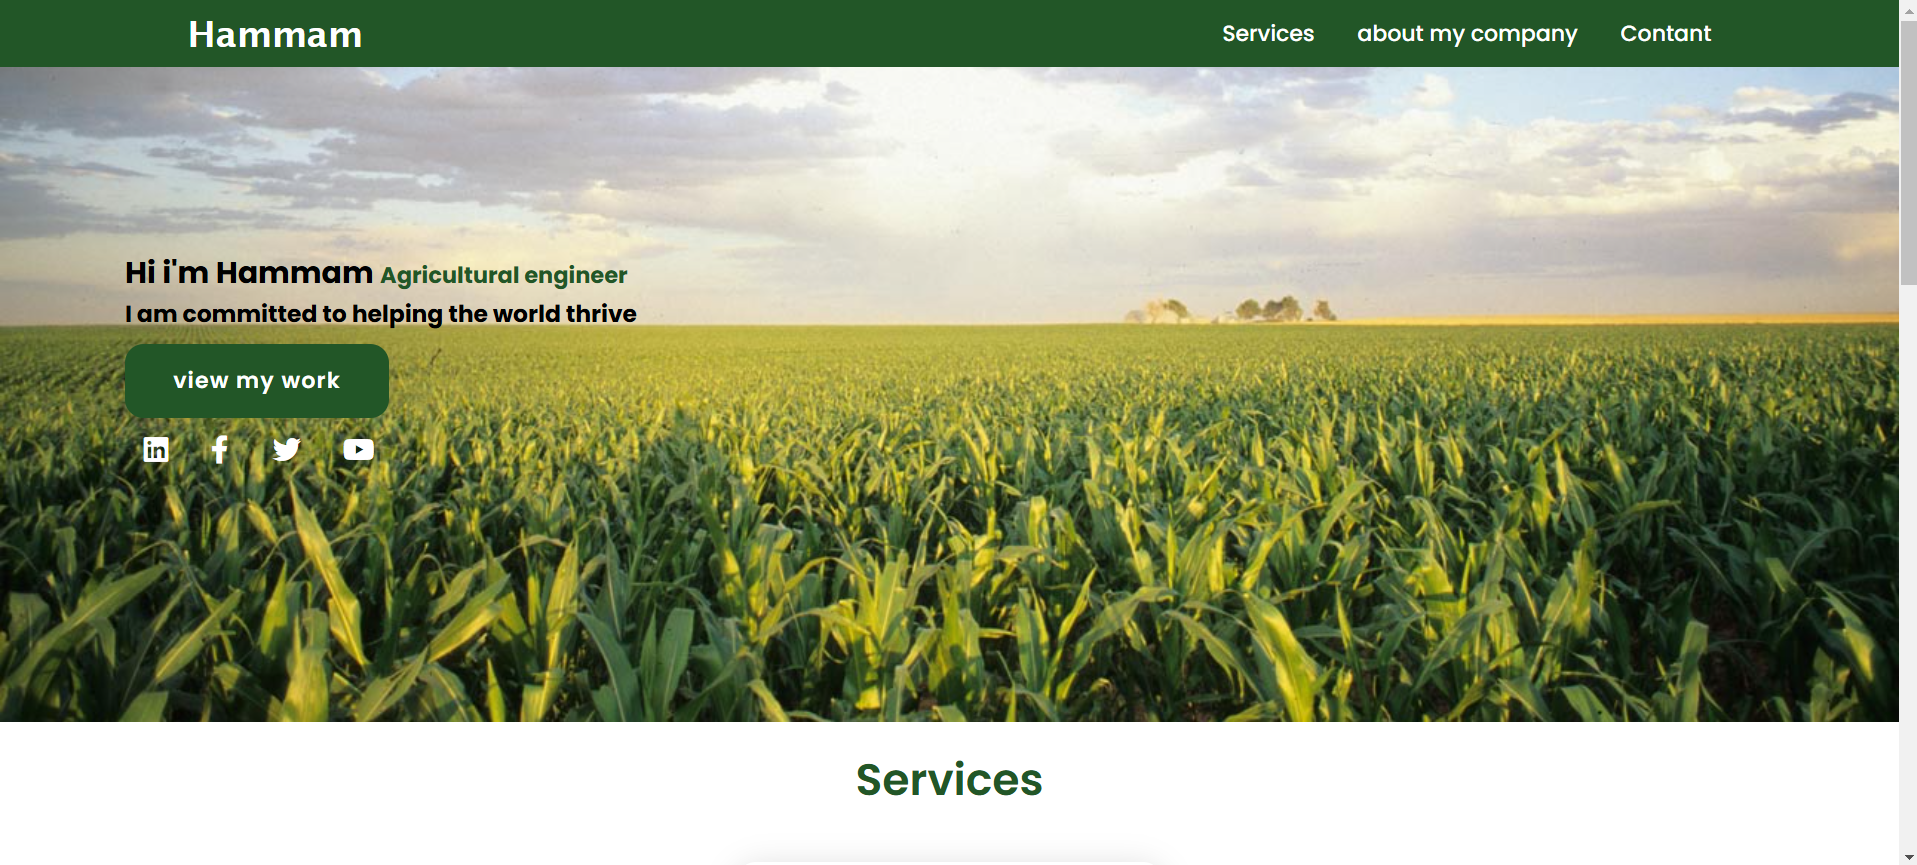 Hammam
Services about my company Contant
Hi i'm Hammam Agricultural engineer
I am committed to helping the world thrive
view my work
Services